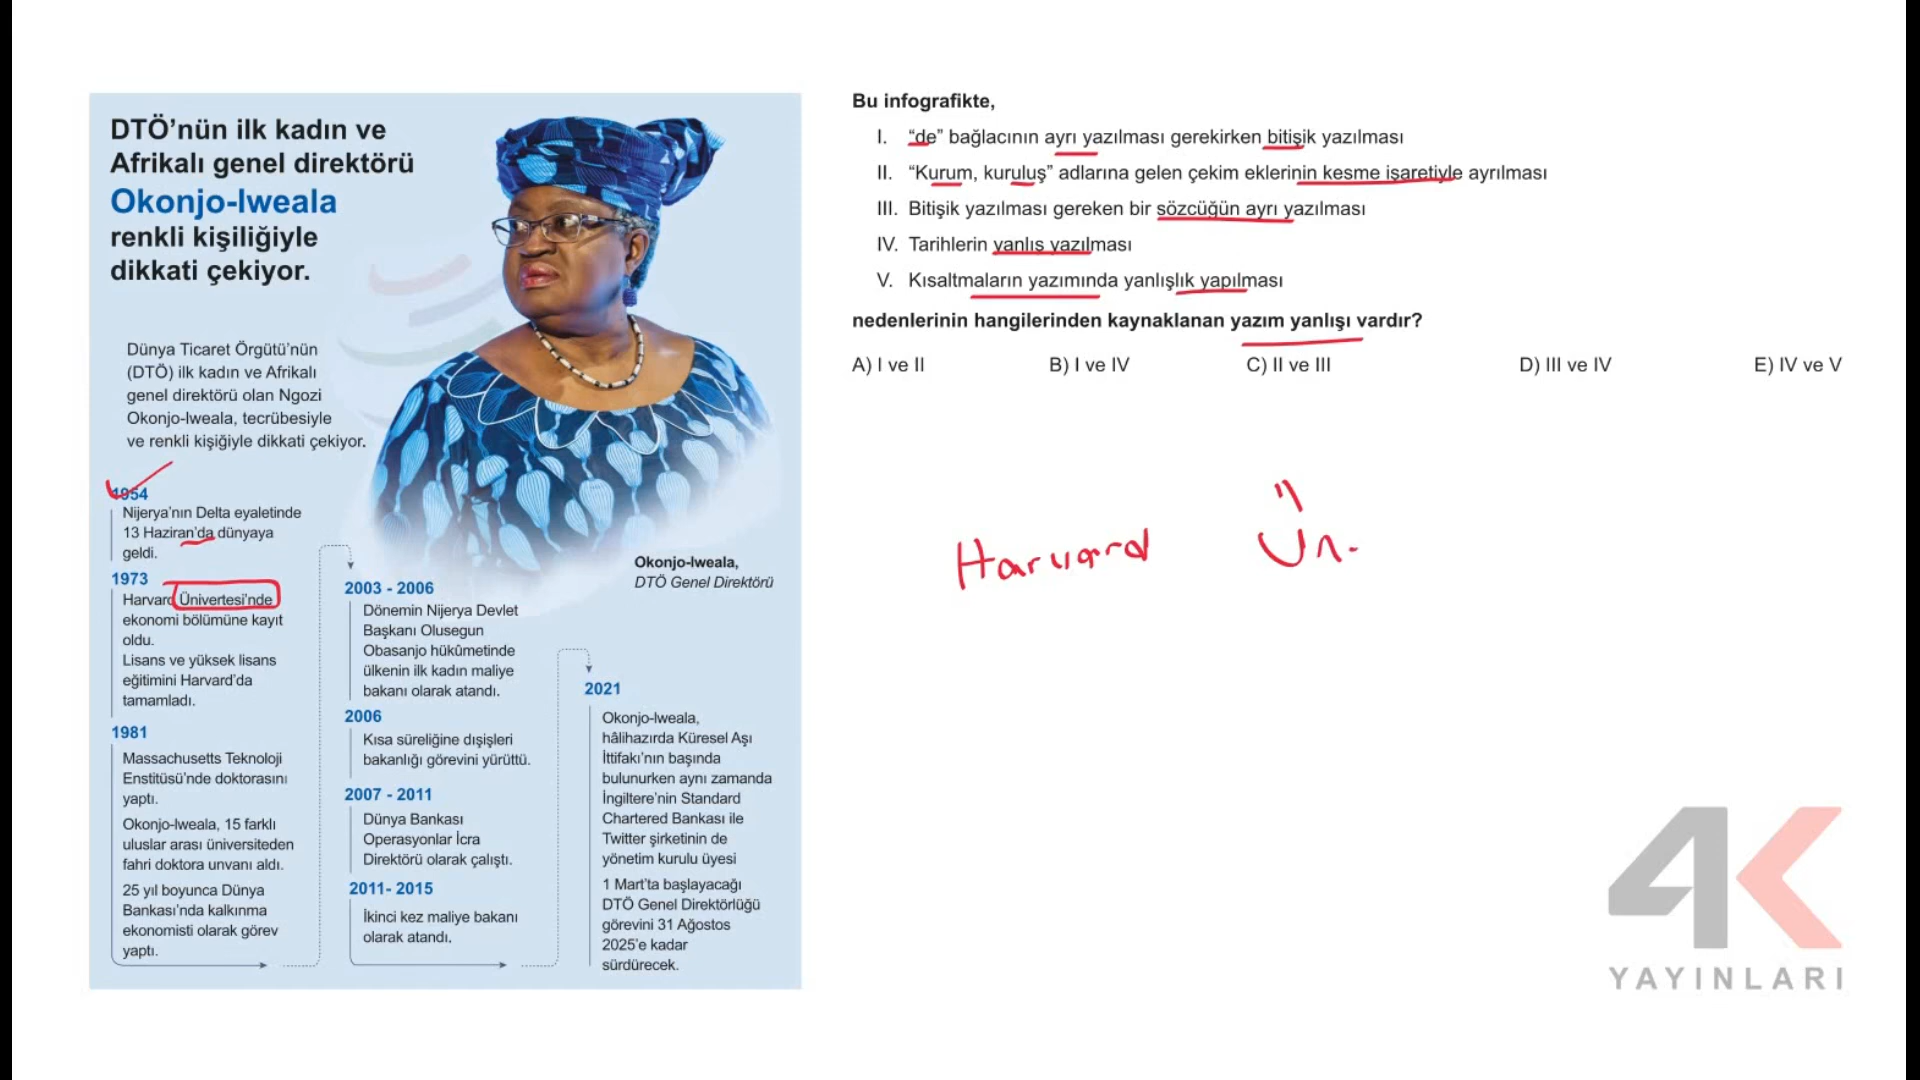 DTÖ’nün ilk kadın ve
Afrikalı genel direktörü
Okonjo-Iweala
renkli kişiliğiyle
dikkati çekiyor.
Dünya Ticaret Örgütü’nün
(DTÖ) ilk kadın ve Afrikalı
genel direktörü olan Ngozi
Okonjo-Iweala, tecrübesiyle
ve renkli kişiğiyle dikkati çekiyor.
1954
Nijerya’nın Delta eyaletinde
13 Haziran’da dünyaya
geldi.
1973
Harvard Ünivertesi’nde
ekonomi bölümüne kayıt
oldu.
Lisans ve yüksek lisans
eğitimini Harvard’da
tamamladı.
1981
Massachusetts Teknoloji
Enstitüsü’nde doktorasını
yaptı.
Okonjo-Iweala, 15 farklı
uluslar arası üniversiteden
fahri doktora unvanı aldı.
25 yıl boyunca Dünya
Bankası’nda kalkınma
ekonomisti olarak görev
yaptı.
2003 - 2006
Dönemin Nijerya Devlet
Başkanı Olusegun
Obasanjo hükûmetinde
ülkenin ilk kadın maliye
bakanı olarak atandı.
2006
Kısa süreliğine dışişleri
bakanlığı görevini yürüttü.
2007 - 2011
Dünya Bankası
Operasyonlar İcra
Direktörü olarak çalıştı.
2011- 2015
İkinci kez maliye bakanı
olarak atandı.
Okonjo-Iweala,
DTÖ Genel Direktörü
2021
Okonjo-Iweala,
hâlihazırda Küresel Aşı
İttifakı’nın başında
bulunurken aynı zamanda
İngiltere’nin Standard
Chartered Bankası ile
Twitter şirketinin de
yönetim kurulu üyesi
1 Mart’ta başlayacağı
DTÖ Genel Direktörlüğü
görevini 31 Ağostos
2025’e kadar
sürdürecek.
Bu infografikte,
I. “de” bağlacının ayrı yazılması gerekirken bitişik yazılması
II. “Kurum, kuruluş” adlarına gelen çekim eklerinin kesme işaretiyle ayrılması
III. Bitişik yazılması gereken bir sözcüğün ayrı yazılması
IV. Tarihlerin yanlış yazılması
V. Kısaltmaların yazımında yanlışlık yapılması
nedenlerinin hangilerinden kaynaklanan yazım yanlışı vardır?
A) I ve II B) I ve IV C) II ve III D) III ve IV E) IV ve V
Harvard Ün.
4K
YAYINLARI